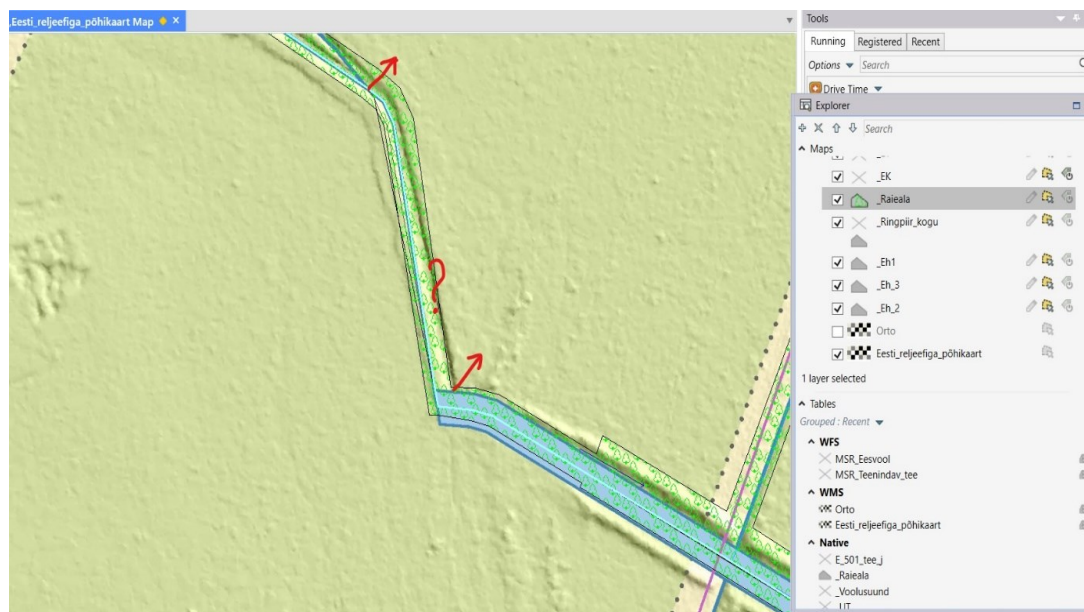 _Eesti_reljeefiga_põhikaart Map
Tools
Running Registered Recent
Options Search
Drive Time
Explorer
Search
Maps
_EK
_Raieala
_Ringpiir_kogu
_Eh1
_Eh_3
_Eh_2
Orto
Eesti_reljeefiga_põhikaart
1 layer selected
Tables
Grouped : Recent
WFS
MSR_Eesvool
MSR_Teenindav_tee
WMS
Orto
Eesti_reljeefiga_põhikaart
Native
E_501_tee_j
_Raieala
_Voolusuund
?